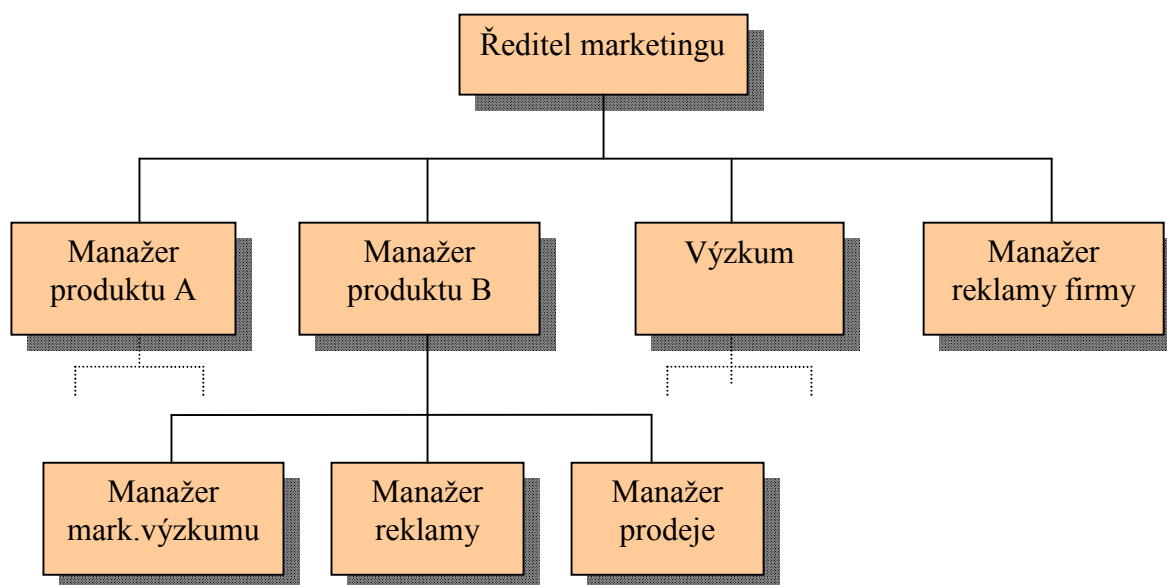 Ředitel marketingu
Manažer
produktu A
Manažer
produktu B
Výzkum
Manažer
reklamy firmy
Manažer
mark.výzkumu
Manažer
reklamy
Manažer
prodeje